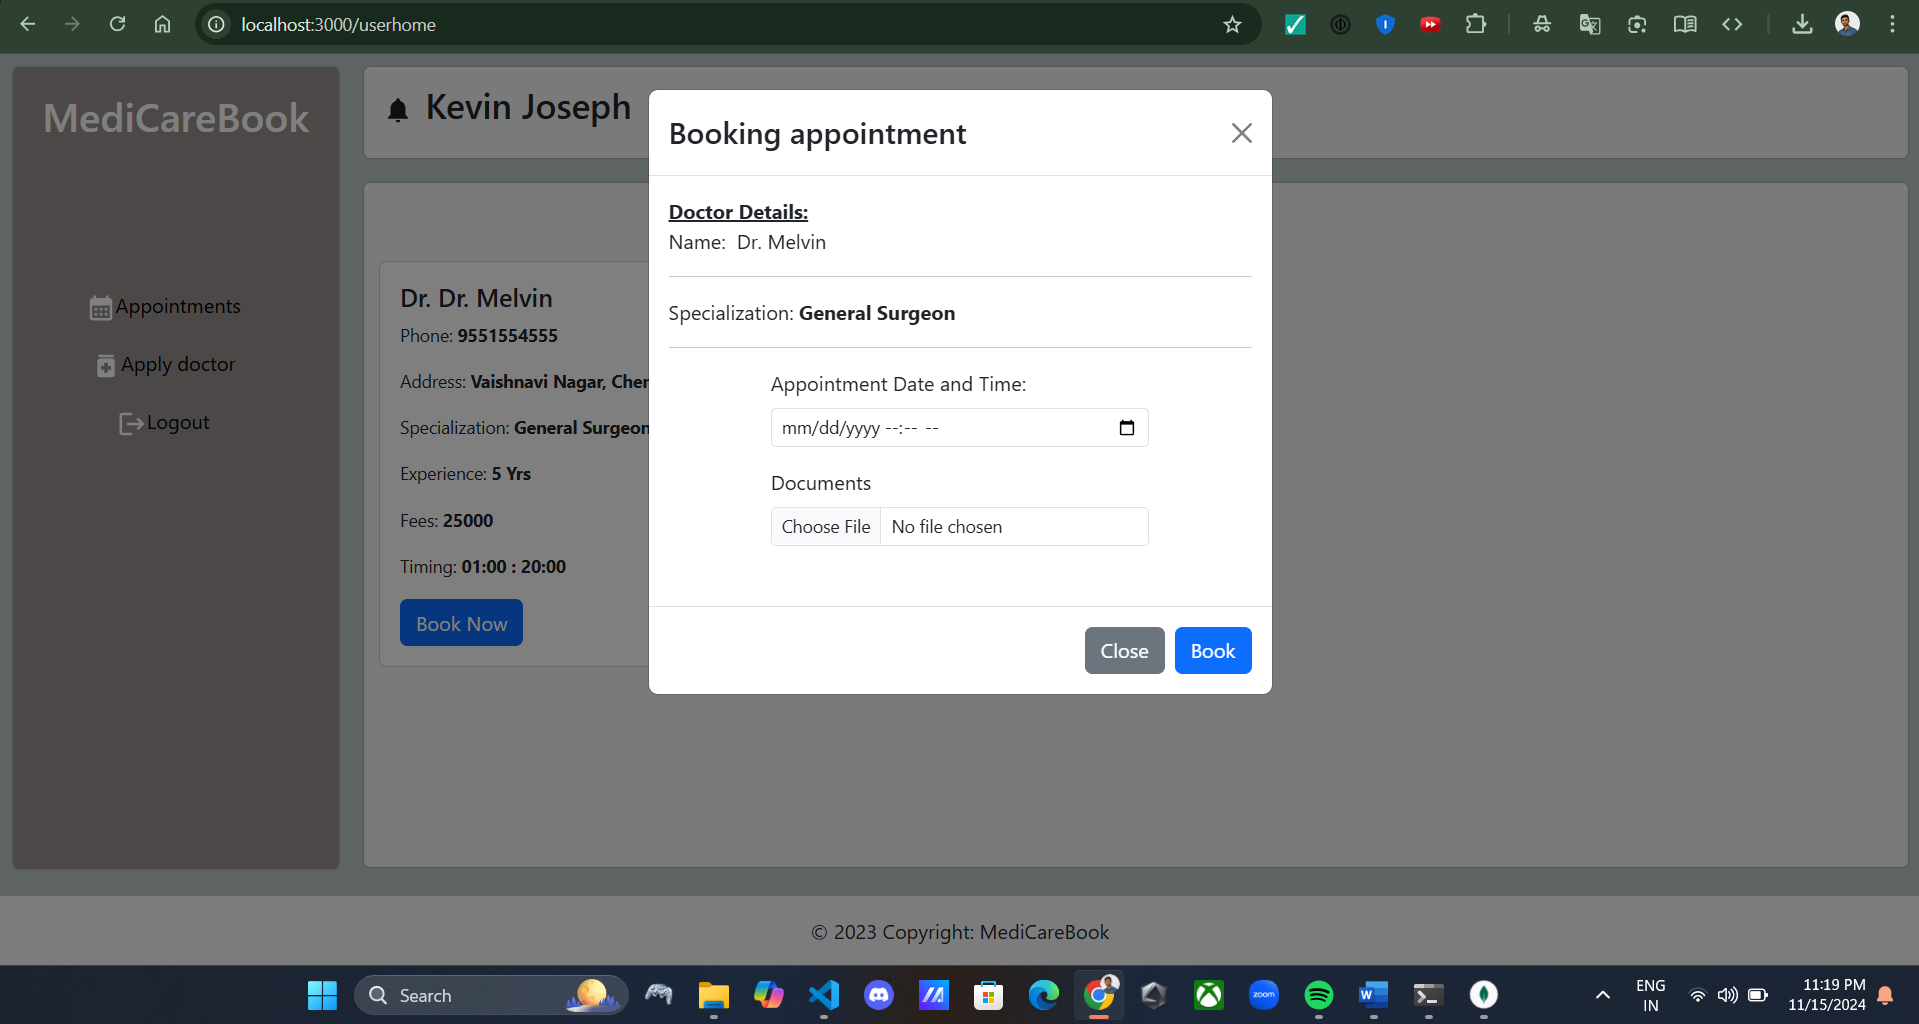 localhost:3000/userhome
MediCareBook
Appointments
Apply doctor
Logout
Kevin Joseph
Dr. Dr. Melvin
Phone: 9551554555
Address: Vaishnavi Nagar, Cher
Specialization: General Surgeon
Experience: 5 Yrs
Fees: 25000
Timing: 01:00 : 20:00
Book Now
Booking appointment
Doctor Details:
Name: Dr. Melvin
Specialization: General Surgeon
Appointment Date and Time:
mm/dd/yyyy --:-- --
Documents
Choose File No file chosen
Close Book
© 2023 Copyright: MediCareBook
Search
zoom
ENG
IN
11:19 PM
11/15/2024